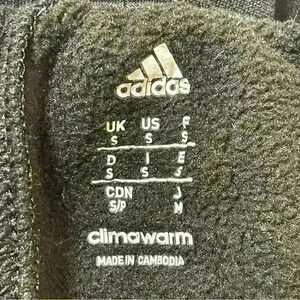 adidas
UK US F
S S S
D I E
S S S
CDN J
S/P M
climawarm
MADE IN CAMBODIA